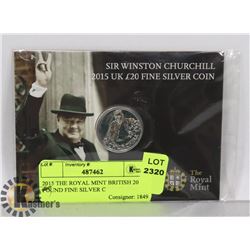 SIR WINSTON CHURCHILL
2015 UK £20 FINE SILVER COIN
Lot #
Inventory #
487462
LOT
2320
2015 THE ROYAL MINT BRITISH 20
POUND FINE SILVER C
Consigner: 1849
The Royal
Mint